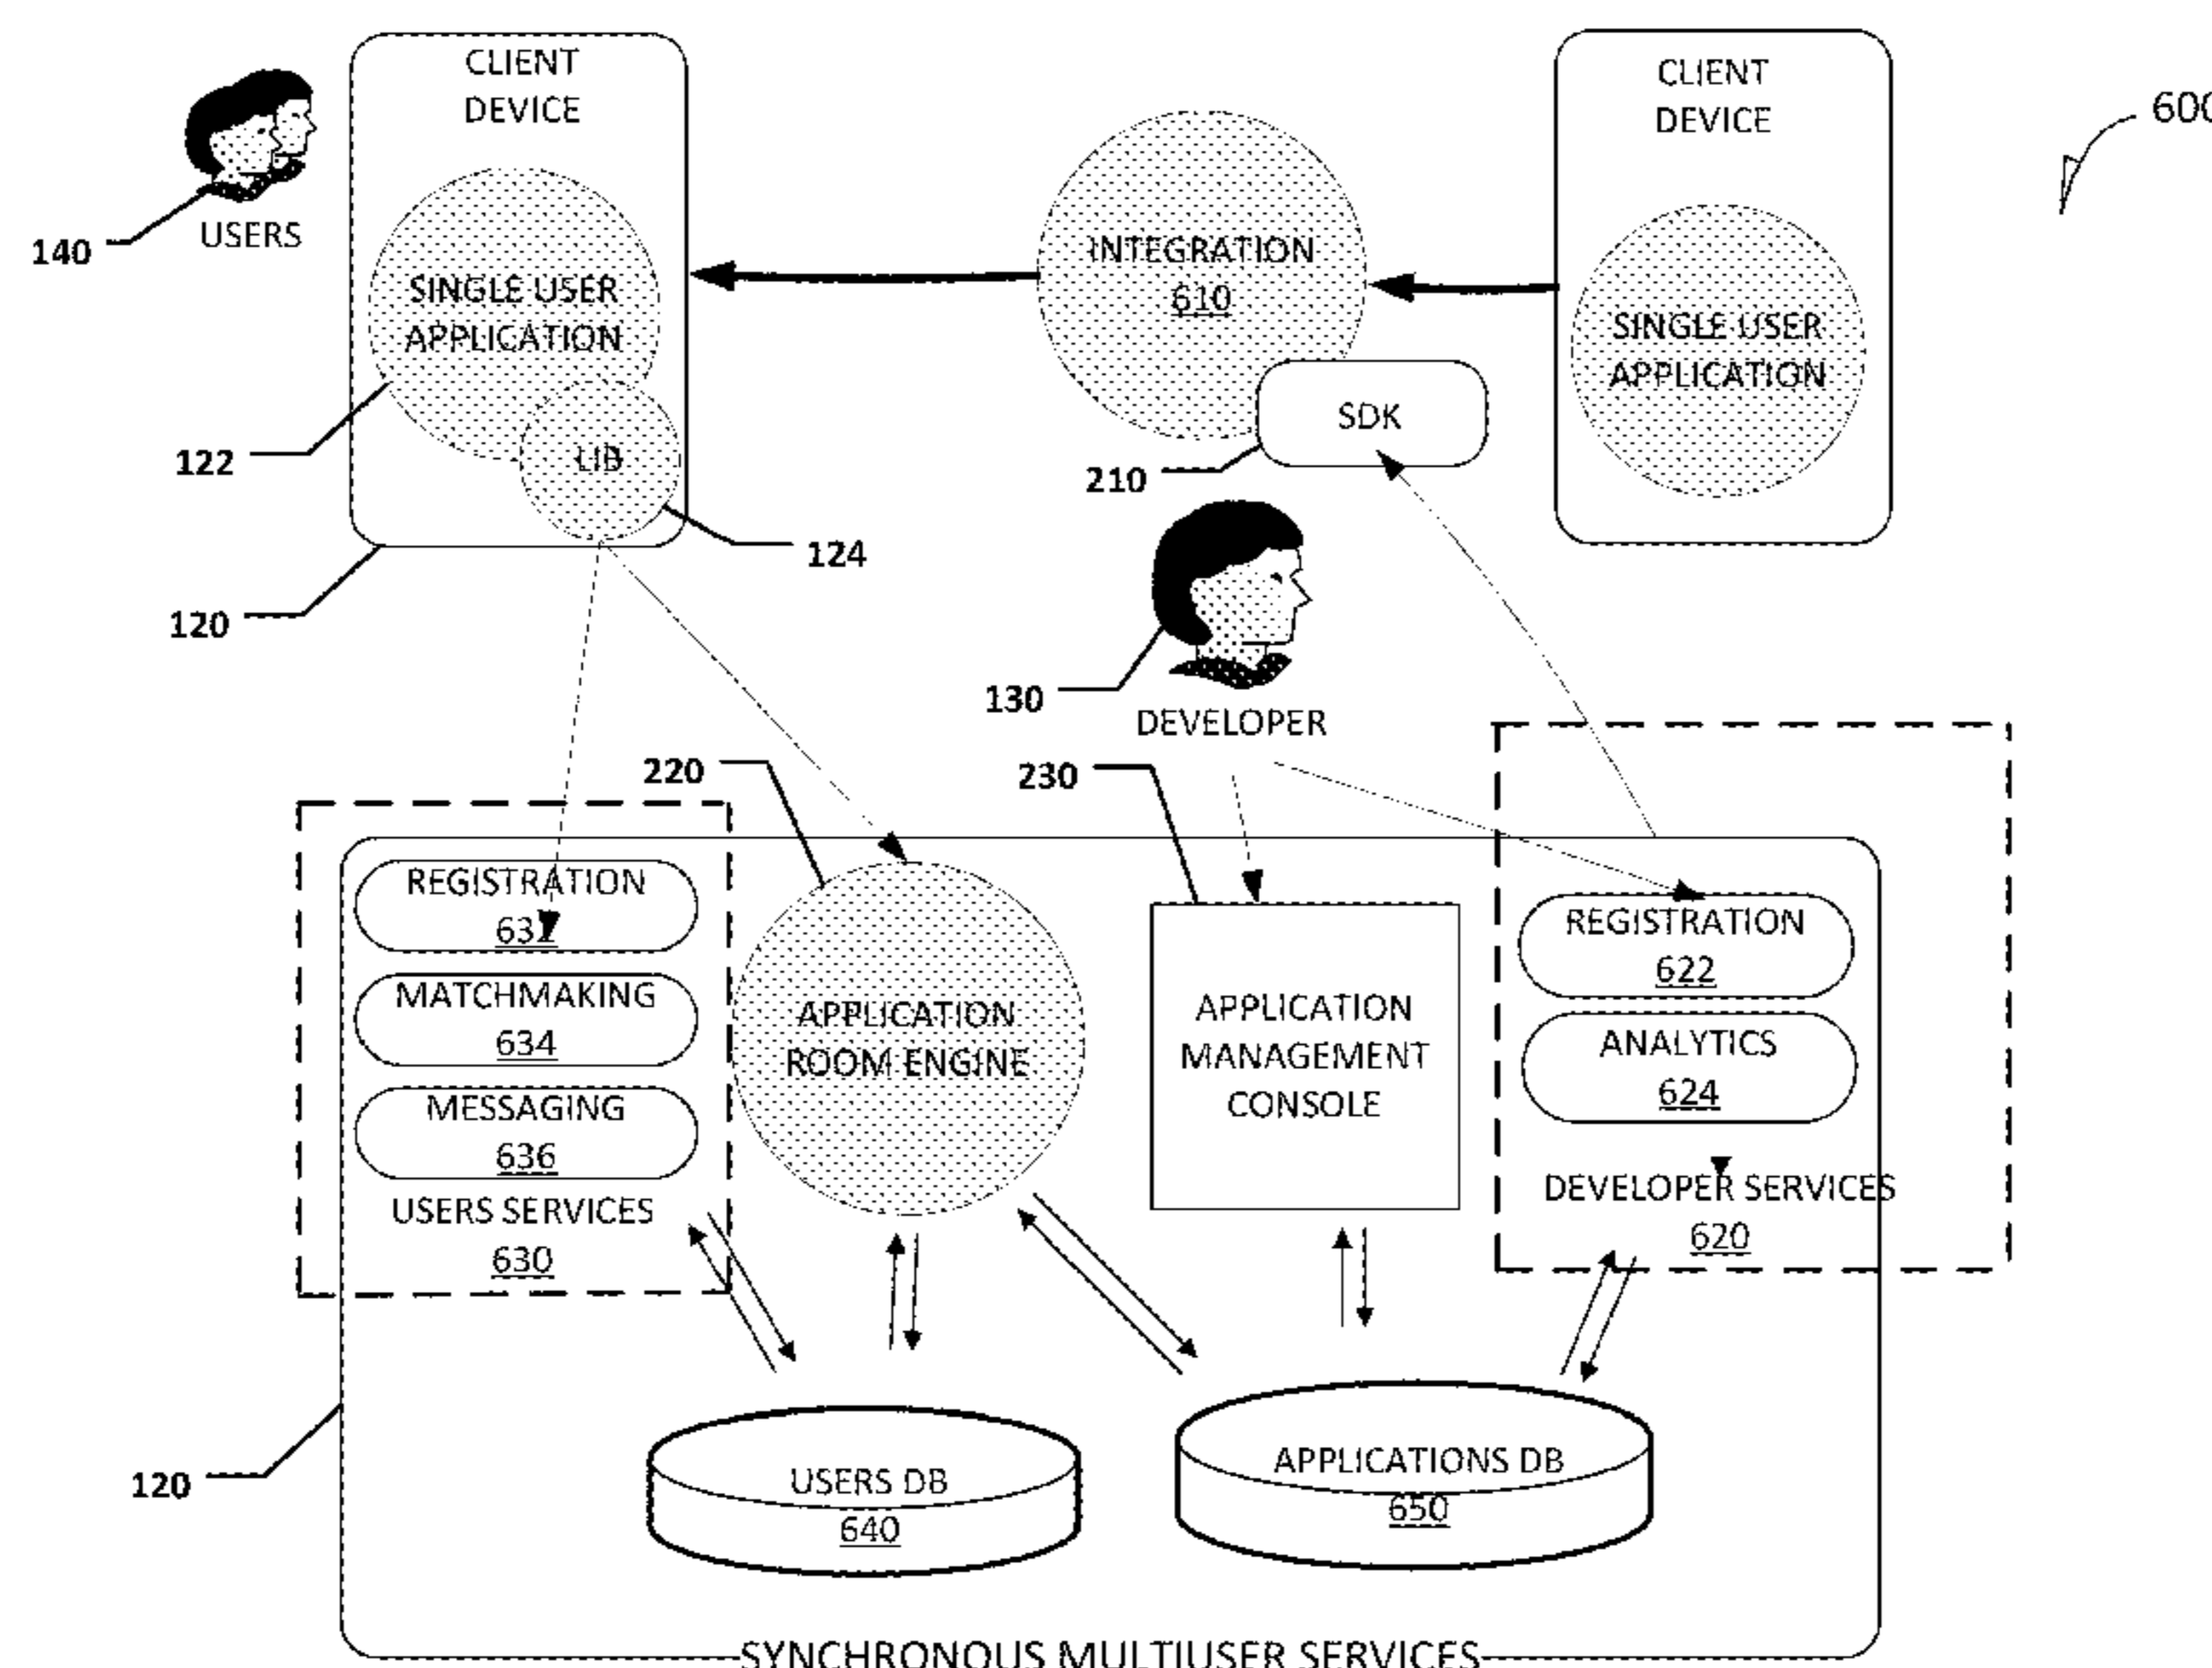 CLIENT
DEVICE
CLIENT
DEVICE
600
USERS
140
INTEGRATION
610
SINGLE USER
APPLICATION
SINGLE USER
APPLICATION
SDK
LIB
122
210
124
120
130
DEVELOPER
220
230
REGISTRATION
632
MATCHMAKING
634
MESSAGING
636
USERS SERVICES
630
APPLICATION
ROOM ENGINE
APPLICATION
MANAGEMENT
CONSOLE
REGISTRATION
622
ANALYTICS
624
DEVELOPER SERVICES
620
120
USERS DB
640
APPLICATIONS DB
650
SYNCHRONOUS MULTIUSER SERVICES